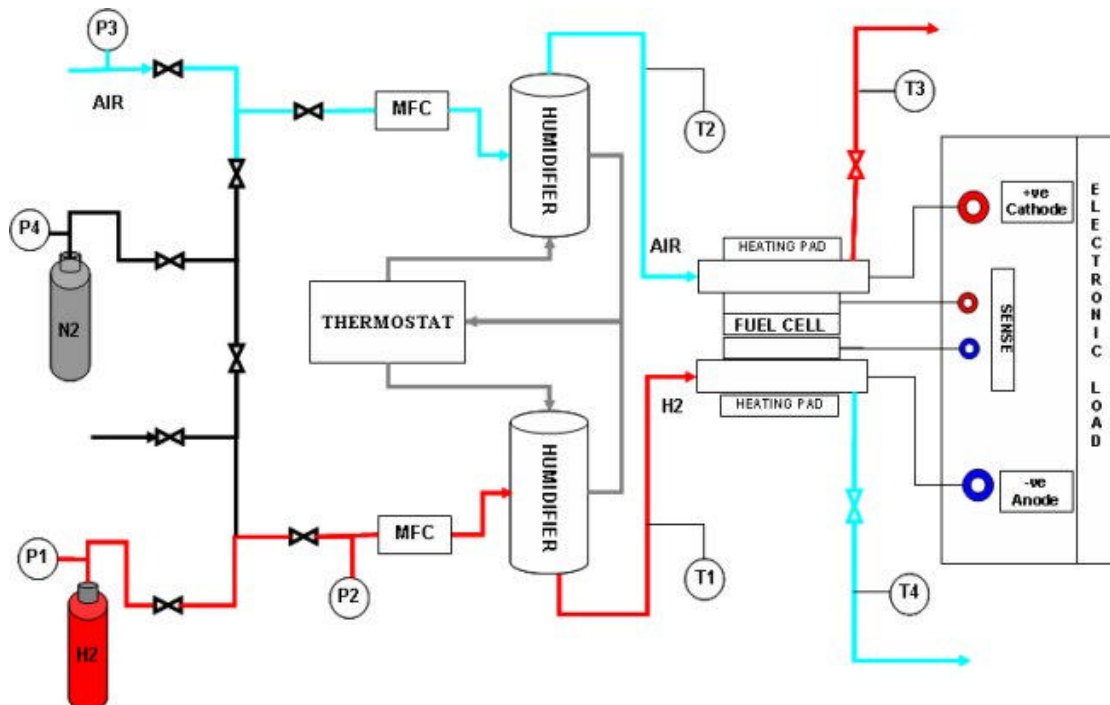 P3
AIR
MFC
HUMIDIFIER
T2
T3
P4
N2
+ve
Cathode
AIR
HEATING PAD
THERMOSTAT
FUEL CELL
SENSE
ELECTRONIC LOAD
H2
HEATING PAD
HUMIDIFIER
-ve
Anode
P1
MFC
P2
T1
T4
H2